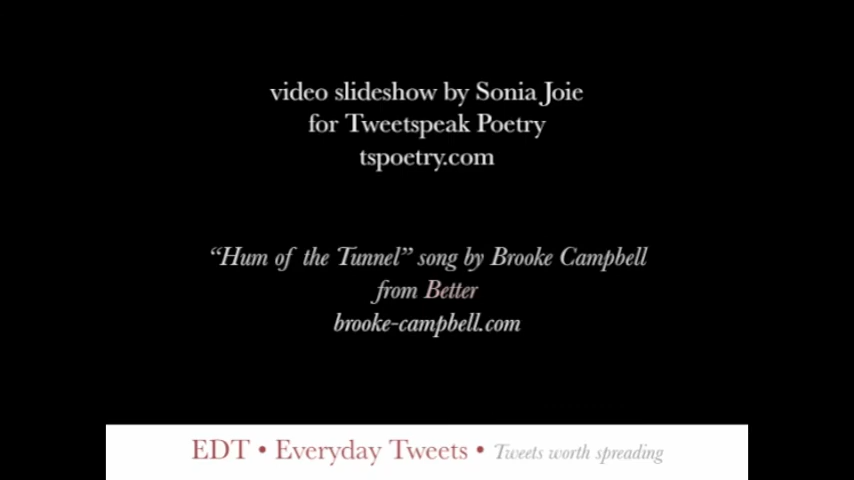 video slideshow by Sonia Joie
for Tweetspeak Poetry
tspoetry.com
“Hum of the Tunnel” song by Brooke Campbell
from Better
brooke-campbell.com
EDT • Everyday Tweets • Tweets worth spreading